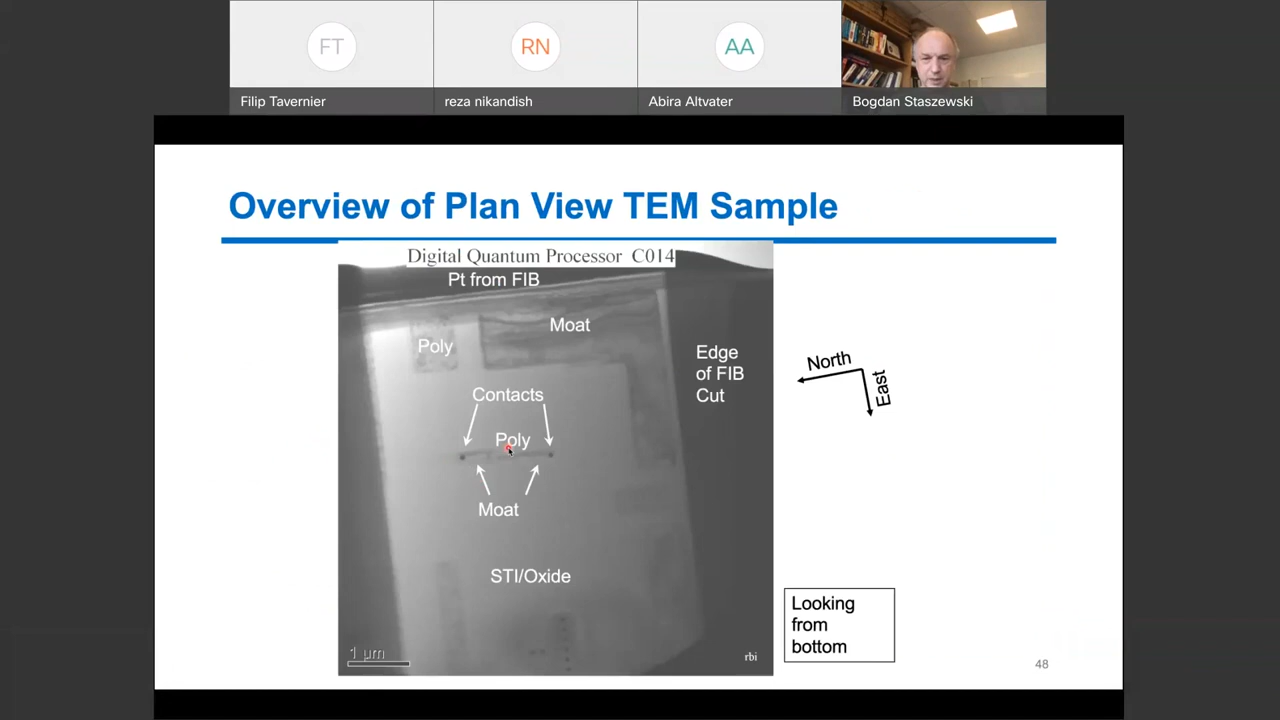 FT
RN
AA
Filip Tavernier
reza nikandish
Abira Altvater
Bogdan Staszewski
Overview of Plan View TEM Sample
Digital Quantum Processor C014
Pt from FIB
Moat
Poly
Edge
of FIB
Cut
Contacts
Poly
Moat
STI/Oxide
1 μm
rbi
North
East
Looking
from
bottom
48